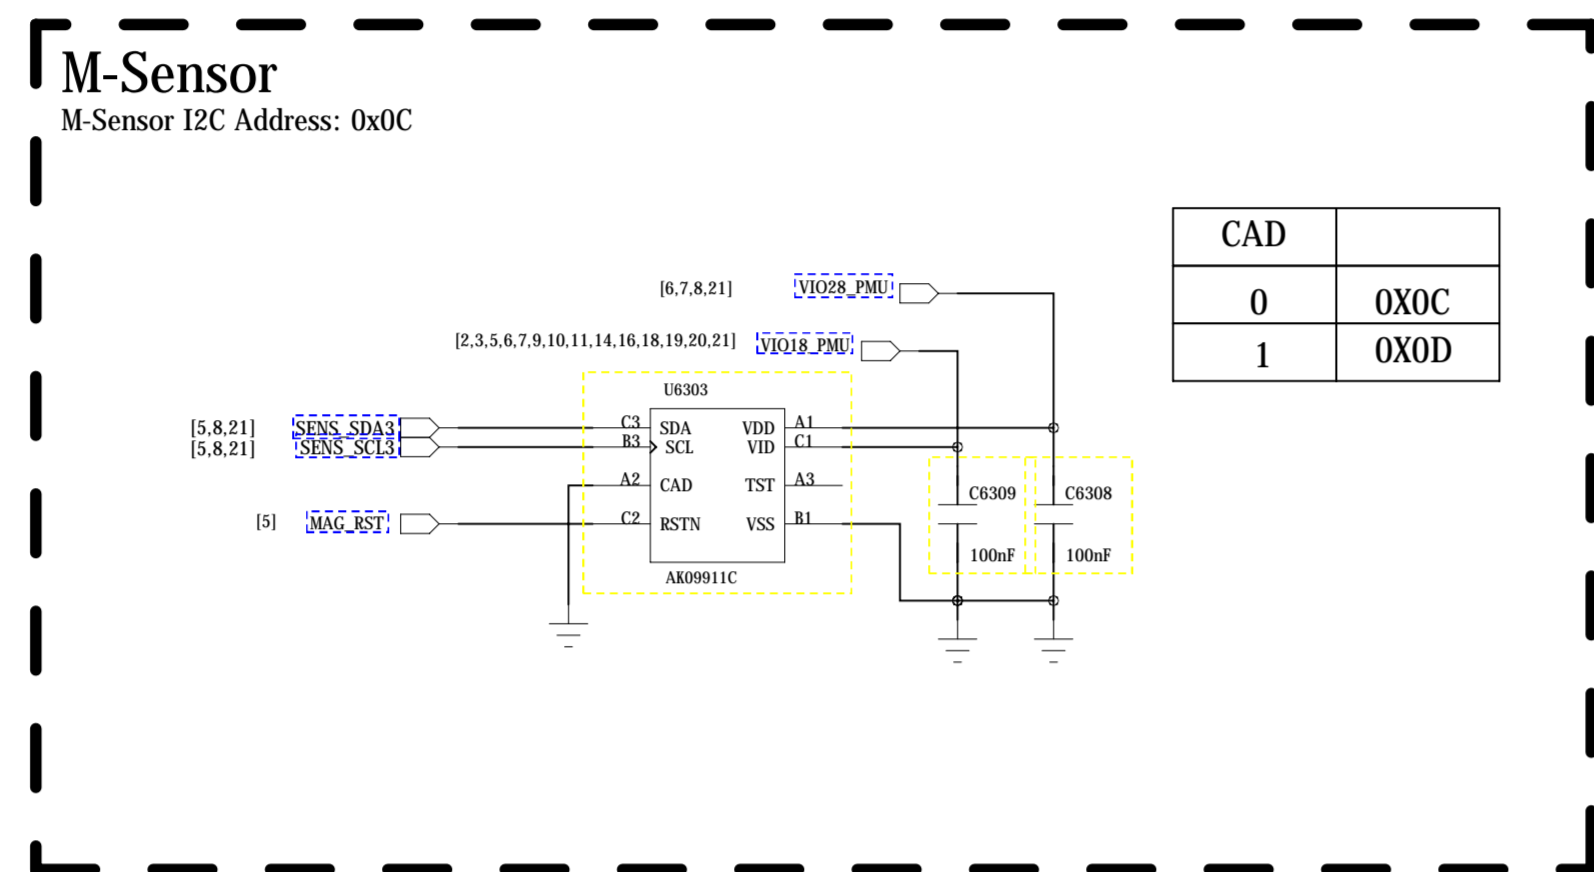 M-Sensor
M-Sensor I2C Address: 0x0C
CAD
0 0X0C
1 0X0D
[6,7,8,21] VIO28_PMU
[2,3,5,6,7,9,10,11,14,16,18,19,20,21] VIO18_PMU
U6303
[5,8,21] SENS_SDA3 C3 SDA VDD A1
[5,8,21] SENS_SCL3 B3 SCL VID C1
A2 CAD TST A3
[5] MAG_RST C2 RSTN VSS B1
AK09911C
C6309 C6308
100nF 100nF